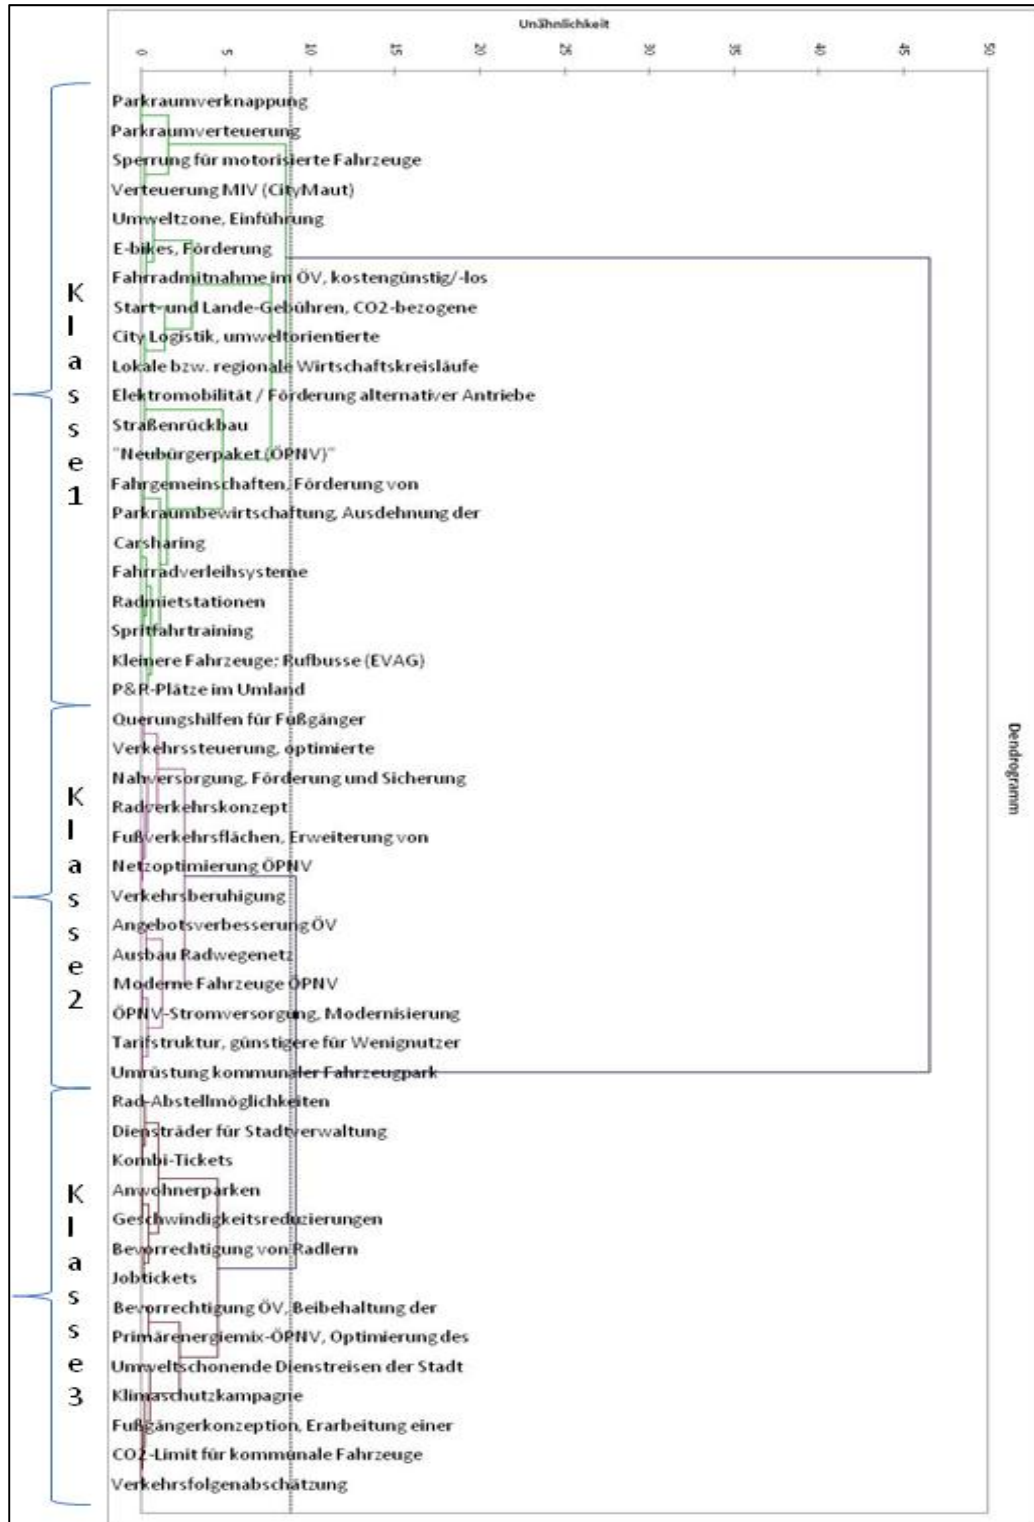 Unähnlichkeit
0 5 10 15 20 25 30 35 40 45 50
Parkraumverknappung
Parkraumverteuerung
Sperrung für motorisierte Fahrzeuge
Verteuerung MIV (CityMaut)
Umweltzone, Einführung
E-bikes, Förderung
Fahrradmitnahme im ÖV, kostengünstig/-los
Start- und Lande-Gebühren, CO2-bezogene
City Logistik, umweltorientierte
Lokale bzw. regionale Wirtschaftskreisläufe
Elektromobilität / Förderung alternativer Antriebe
Straßenrückbau
"Neubürgerpaket (ÖPNV)"
Fahrgemeinschaften, Förderung von
Parkraumbewirtschaftung, Ausdehnung der
Carsharing
Fahrradverleihsysteme
Radmietstationen
Spritfahrtraining
Kleinere Fahrzeuge: Rufbusse (EVAG)
P&R-Plätze im Umland
Klasse1
Querungshilfen für Fußgänger
Verkehrssteuerung, optimierte
Nahversorgung, Förderung und Sicherung
Radverkehrskonzept
Fußverkehrsflächen, Erweiterung von
Netzoptimierung ÖPNV
Verkehrsberuhigung
Angebotsverbesserung ÖV
Ausbau Radwegenetz
Moderne Fahrzeuge ÖPNV
ÖPNV-Stromversorgung, Modernisierung
Tarifstruktur, günstigere für Wenignutzer
Umrüstung kommunaler Fahrzeugpark
Klasse2
Rad-Abstellmöglichkeiten
Diensträder für Stadtverwaltung
Kombi-Tickets
Anwohnerparken
Geschwindigkeitsreduzierungen
Bevorrechtigung von Radlern
Jobtickets
Bevorrechtigung ÖV, Beibehaltung der
Primärenergiemix-ÖPNV, Optimierung des
Umweltschonende Dienstreisen der Stadt
Klimaschutzkampagne
Fußgängerkonzeption, Erarbeitung einer
CO2-Limit für kommunale Fahrzeuge
Verkehrsfolgenabschätzung
Klasse3
Dendrogramm